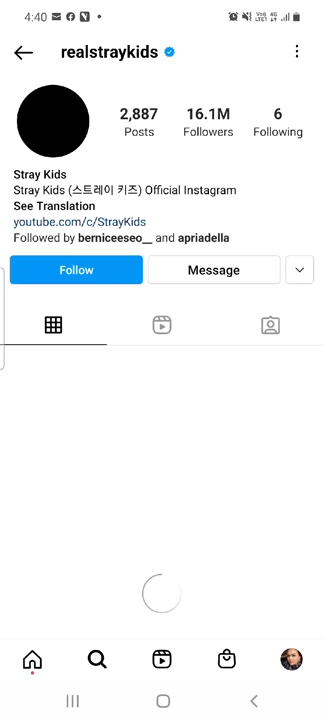 4:40
realstraykids
2,887 16.1M 6
Posts Followers Following
Stray Kids
Stray Kids (스트레이 키즈) Official Instagram
See Translation
youtube.com/c/StrayKids
Followed by berniceeseo__ and apriadella
Follow Message